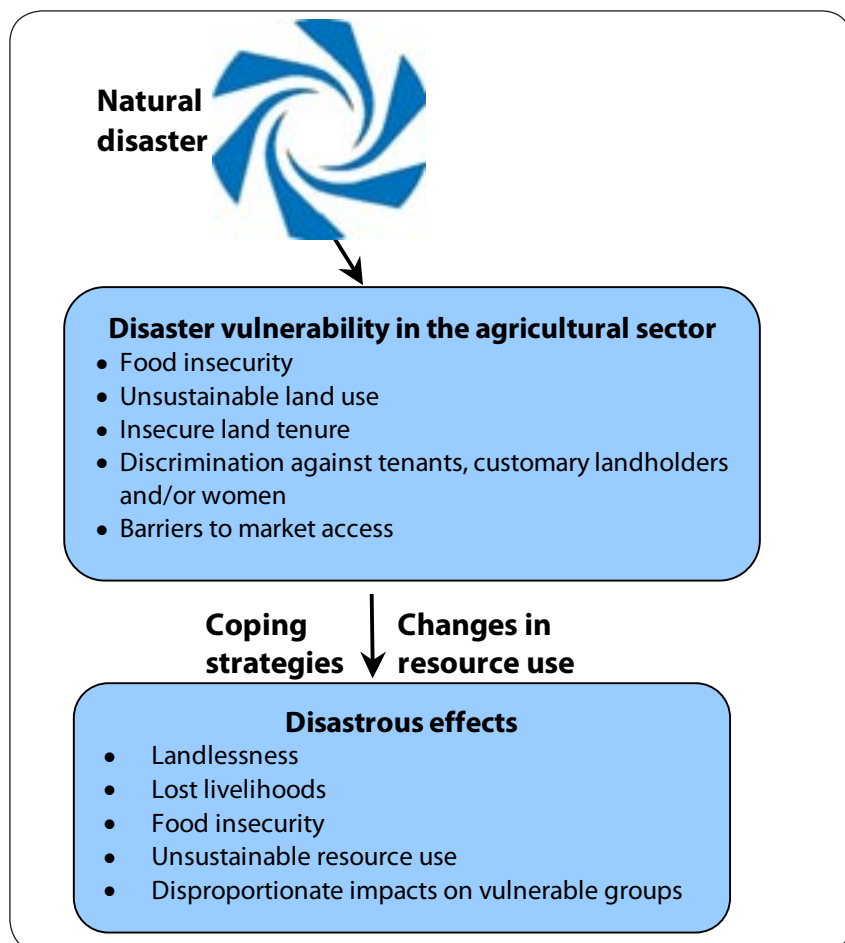 Natural
disaster
Disaster vulnerability in the agricultural sector
• Food insecurity
• Unsustainable land use
• Insecure land tenure
• Discrimination against tenants, customary landholders
and/or women
• Barriers to market access
Coping
strategies
Changes in
resource use
Disastrous effects
• Landlessness
• Lost livelihoods
• Food insecurity
• Unsustainable resource use
• Disproportionate impacts on vulnerable groups